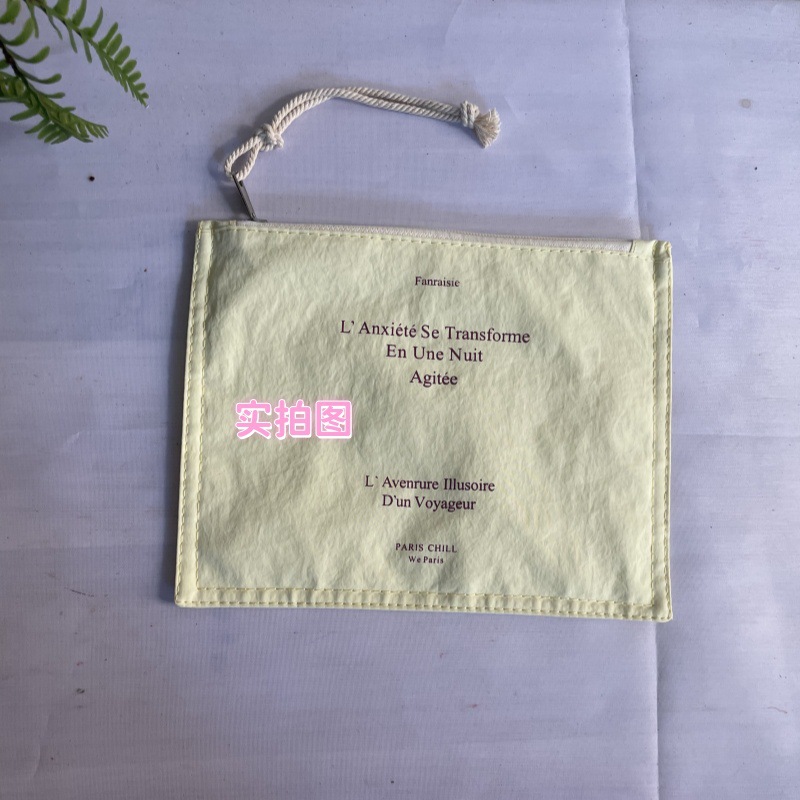 Fanraisie
L' Anxiété Se Transforme
En Une Nuit
Agitée
实拍图
L' Avenrure Illusoire
D'un Voyageur
PARIS CHILL
We Paris